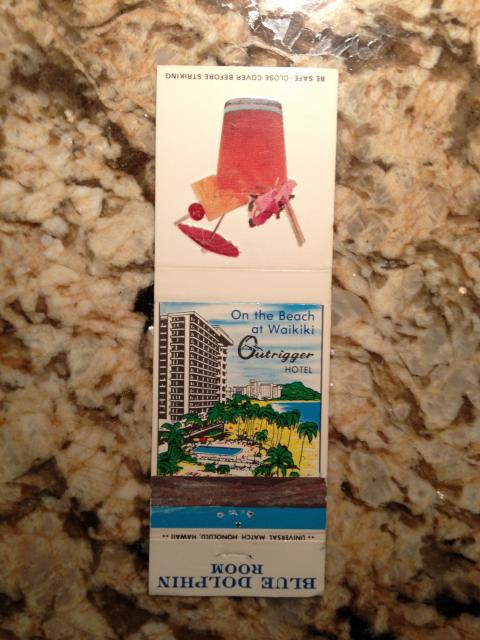 BE SAFE - CLOSE COVER BEFORE STRIKING
On the Beach
at Waikiki
Outrigger
HOTEL
** UNIVERSAL MATCH HONOLULU, HAWAII **
BLUE DOLPHIN
ROOM